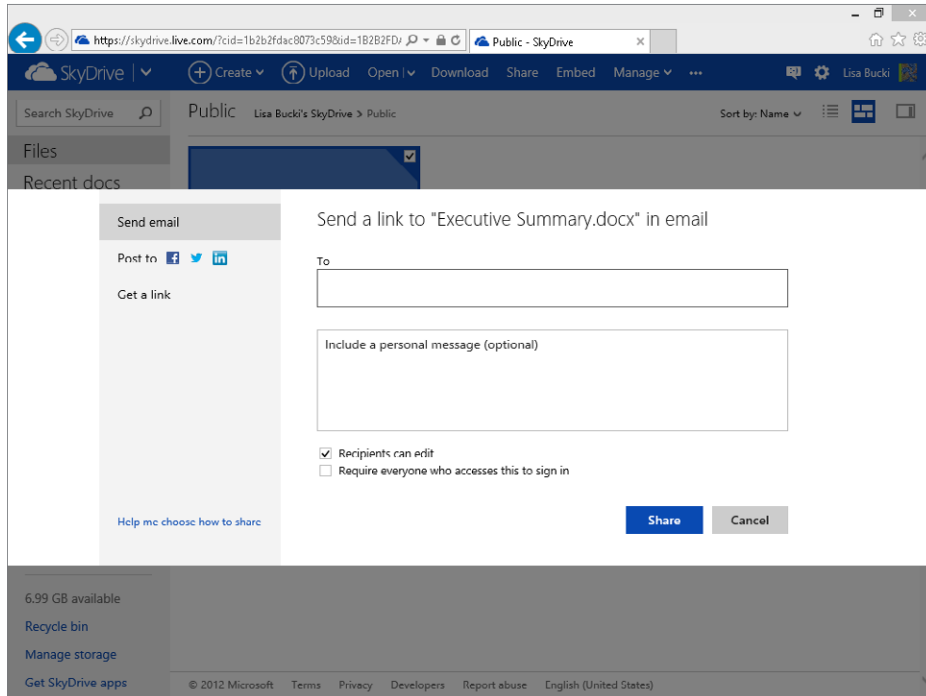 https://skydrive.live.com/?cid=1b2b2fdac8073c59&id=1B2B2FD
Public - SkyDrive
SkyDrive
Create
Upload
Open
Download
Share
Embed
Manage
Lisa Bucki
Search SkyDrive
Public
Lisa Bucki's SkyDrive > Public
Sort by: Name
Files
Recent docs
Send email
Send a link to "Executive Summary.docx" in email
Post to
To
Get a link
Include a personal message (optional)
Recipients can edit
Require everyone who accesses this to sign in
Help me choose how to share
Share
Cancel
6.99 GB available
Recycle bin
Manage storage
Get SkyDrive apps
© 2012 Microsoft Terms Privacy Developers Report abuse English (United States)